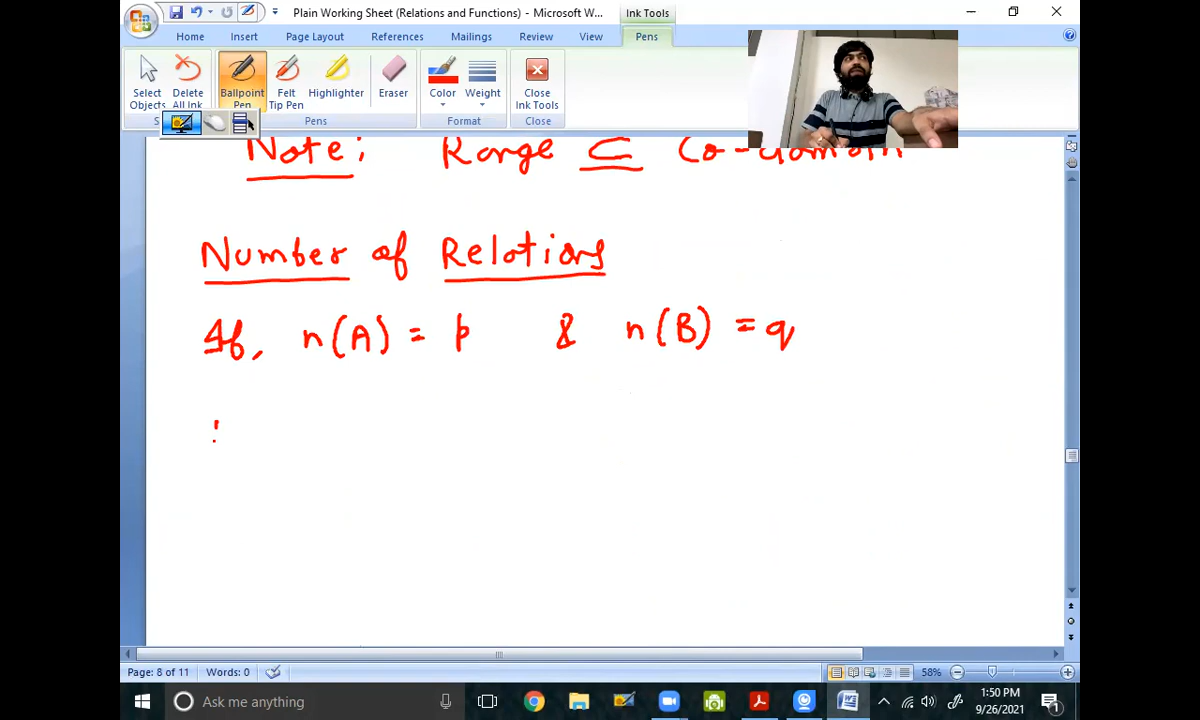 Plain Working Sheet (Relations and Functions) - Microsoft W...
Ink Tools
Home Insert Page Layout References Mailings Review View Pens
Select Objects
Delete All Ink
Ballpoint Pen
Felt Tip Pen
Highlighter
Eraser
Color
Weight
Close Ink Tools
S
Pens
Format
Close
Note: Range ⊆ Co-domain
Number of Relations
If, n(A) = p & n(B) = q
Page: 8 of 11 Words: 0 58%
Ask me anything
1:50 PM
9/26/2021
1